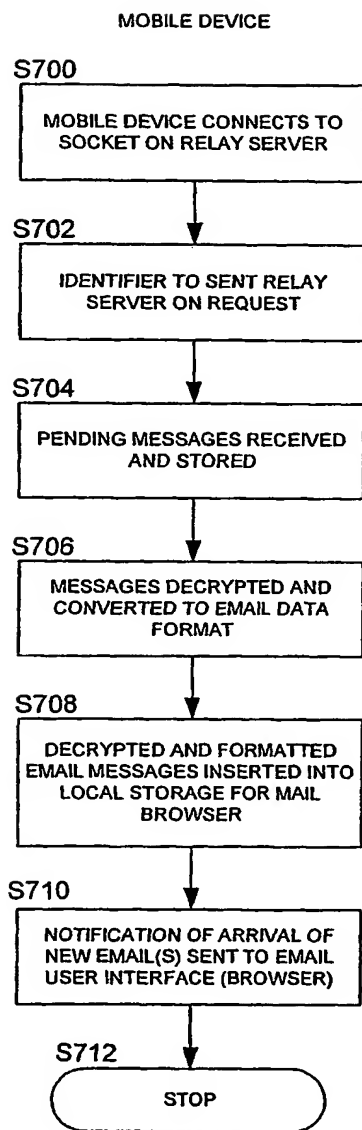 MOBILE DEVICE
S700
MOBILE DEVICE CONNECTS TO
SOCKET ON RELAY SERVER
S702
IDENTIFIER TO SENT RELAY
SERVER ON REQUEST
S704
PENDING MESSAGES RECEIVED
AND STORED
S706
MESSAGES DECRYPTED AND
CONVERTED TO EMAIL DATA
FORMAT
S708
DECRYPTED AND FORMATTED
EMAIL MESSAGES INSERTED INTO
LOCAL STORAGE FOR MAIL
BROWSER
S710
NOTIFICATION OF ARRIVAL OF
NEW EMAIL(S) SENT TO EMAIL
USER INTERFACE (BROWSER)
S712
STOP